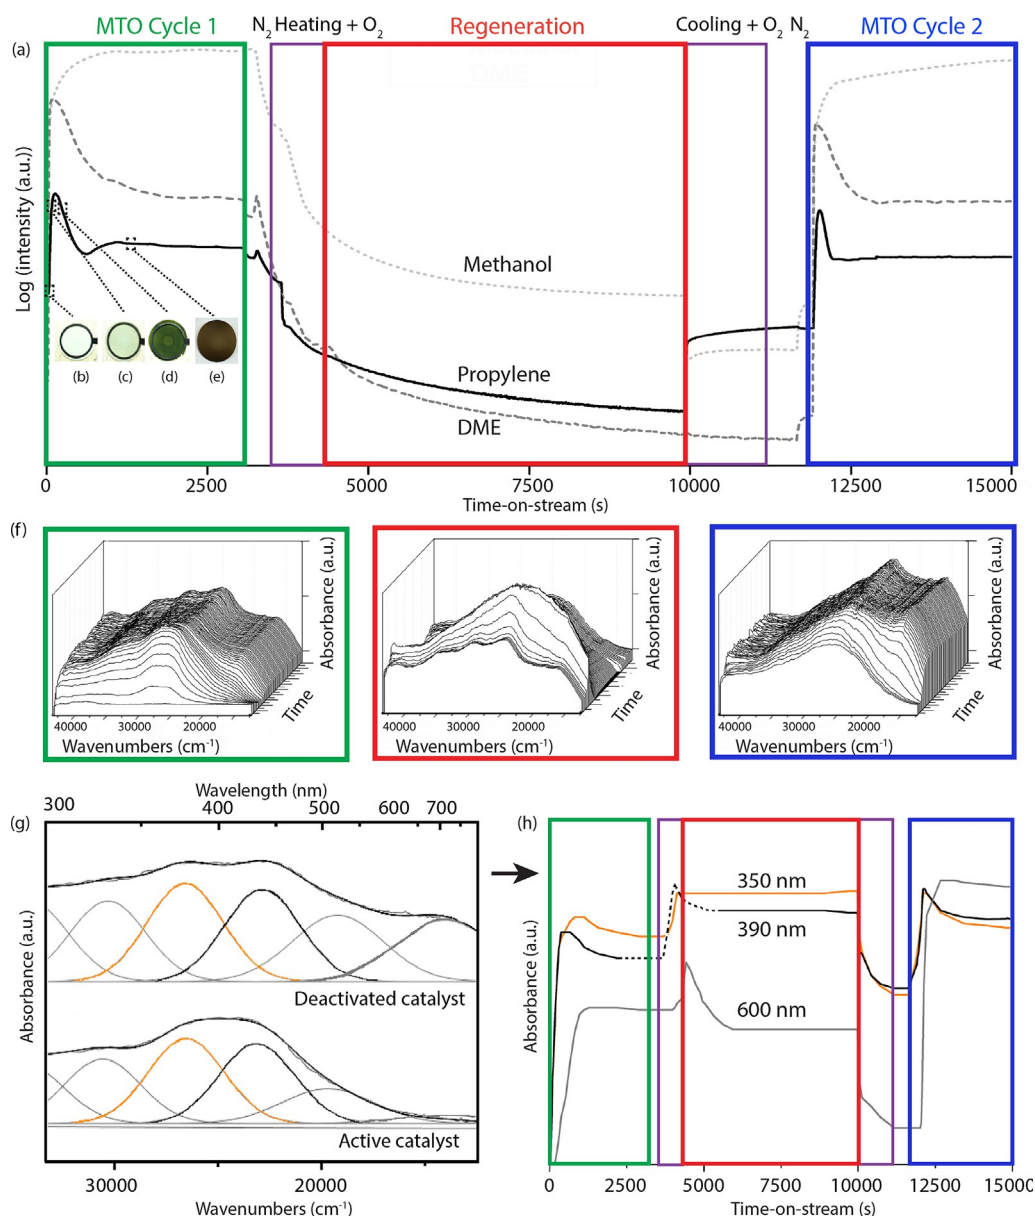 MTO Cycle 1
N2 Heating + O2
Regeneration
Cooling + O2 N2
MTO Cycle 2
(a)
DME
Log (intensity (a.u.))
Methanol
Propylene
DME
(b)
(c)
(d)
(e)
0
2500
5000
7500
10000
12500
15000
Time-on-stream (s)
(f)
Absorbance (a.u.)
Time
40000
30000
20000
Wavenumbers (cm-1)
Absorbance (a.u.)
Time
40000
30000
20000
Wavenumbers (cm-1)
Absorbance (a.u.)
Time
40000
30000
20000
Wavenumbers (cm-1)
(g)
Wavelength (nm)
300
400
500
600
700
Absorbance (a.u.)
Deactivated catalyst
Active catalyst
30000
20000
Wavenumbers (cm-1)
(h)
Absorbance (a.u.)
350 nm
390 nm
600 nm
0
2500
5000
7500
10000
12500
15000
Time-on-stream (s)